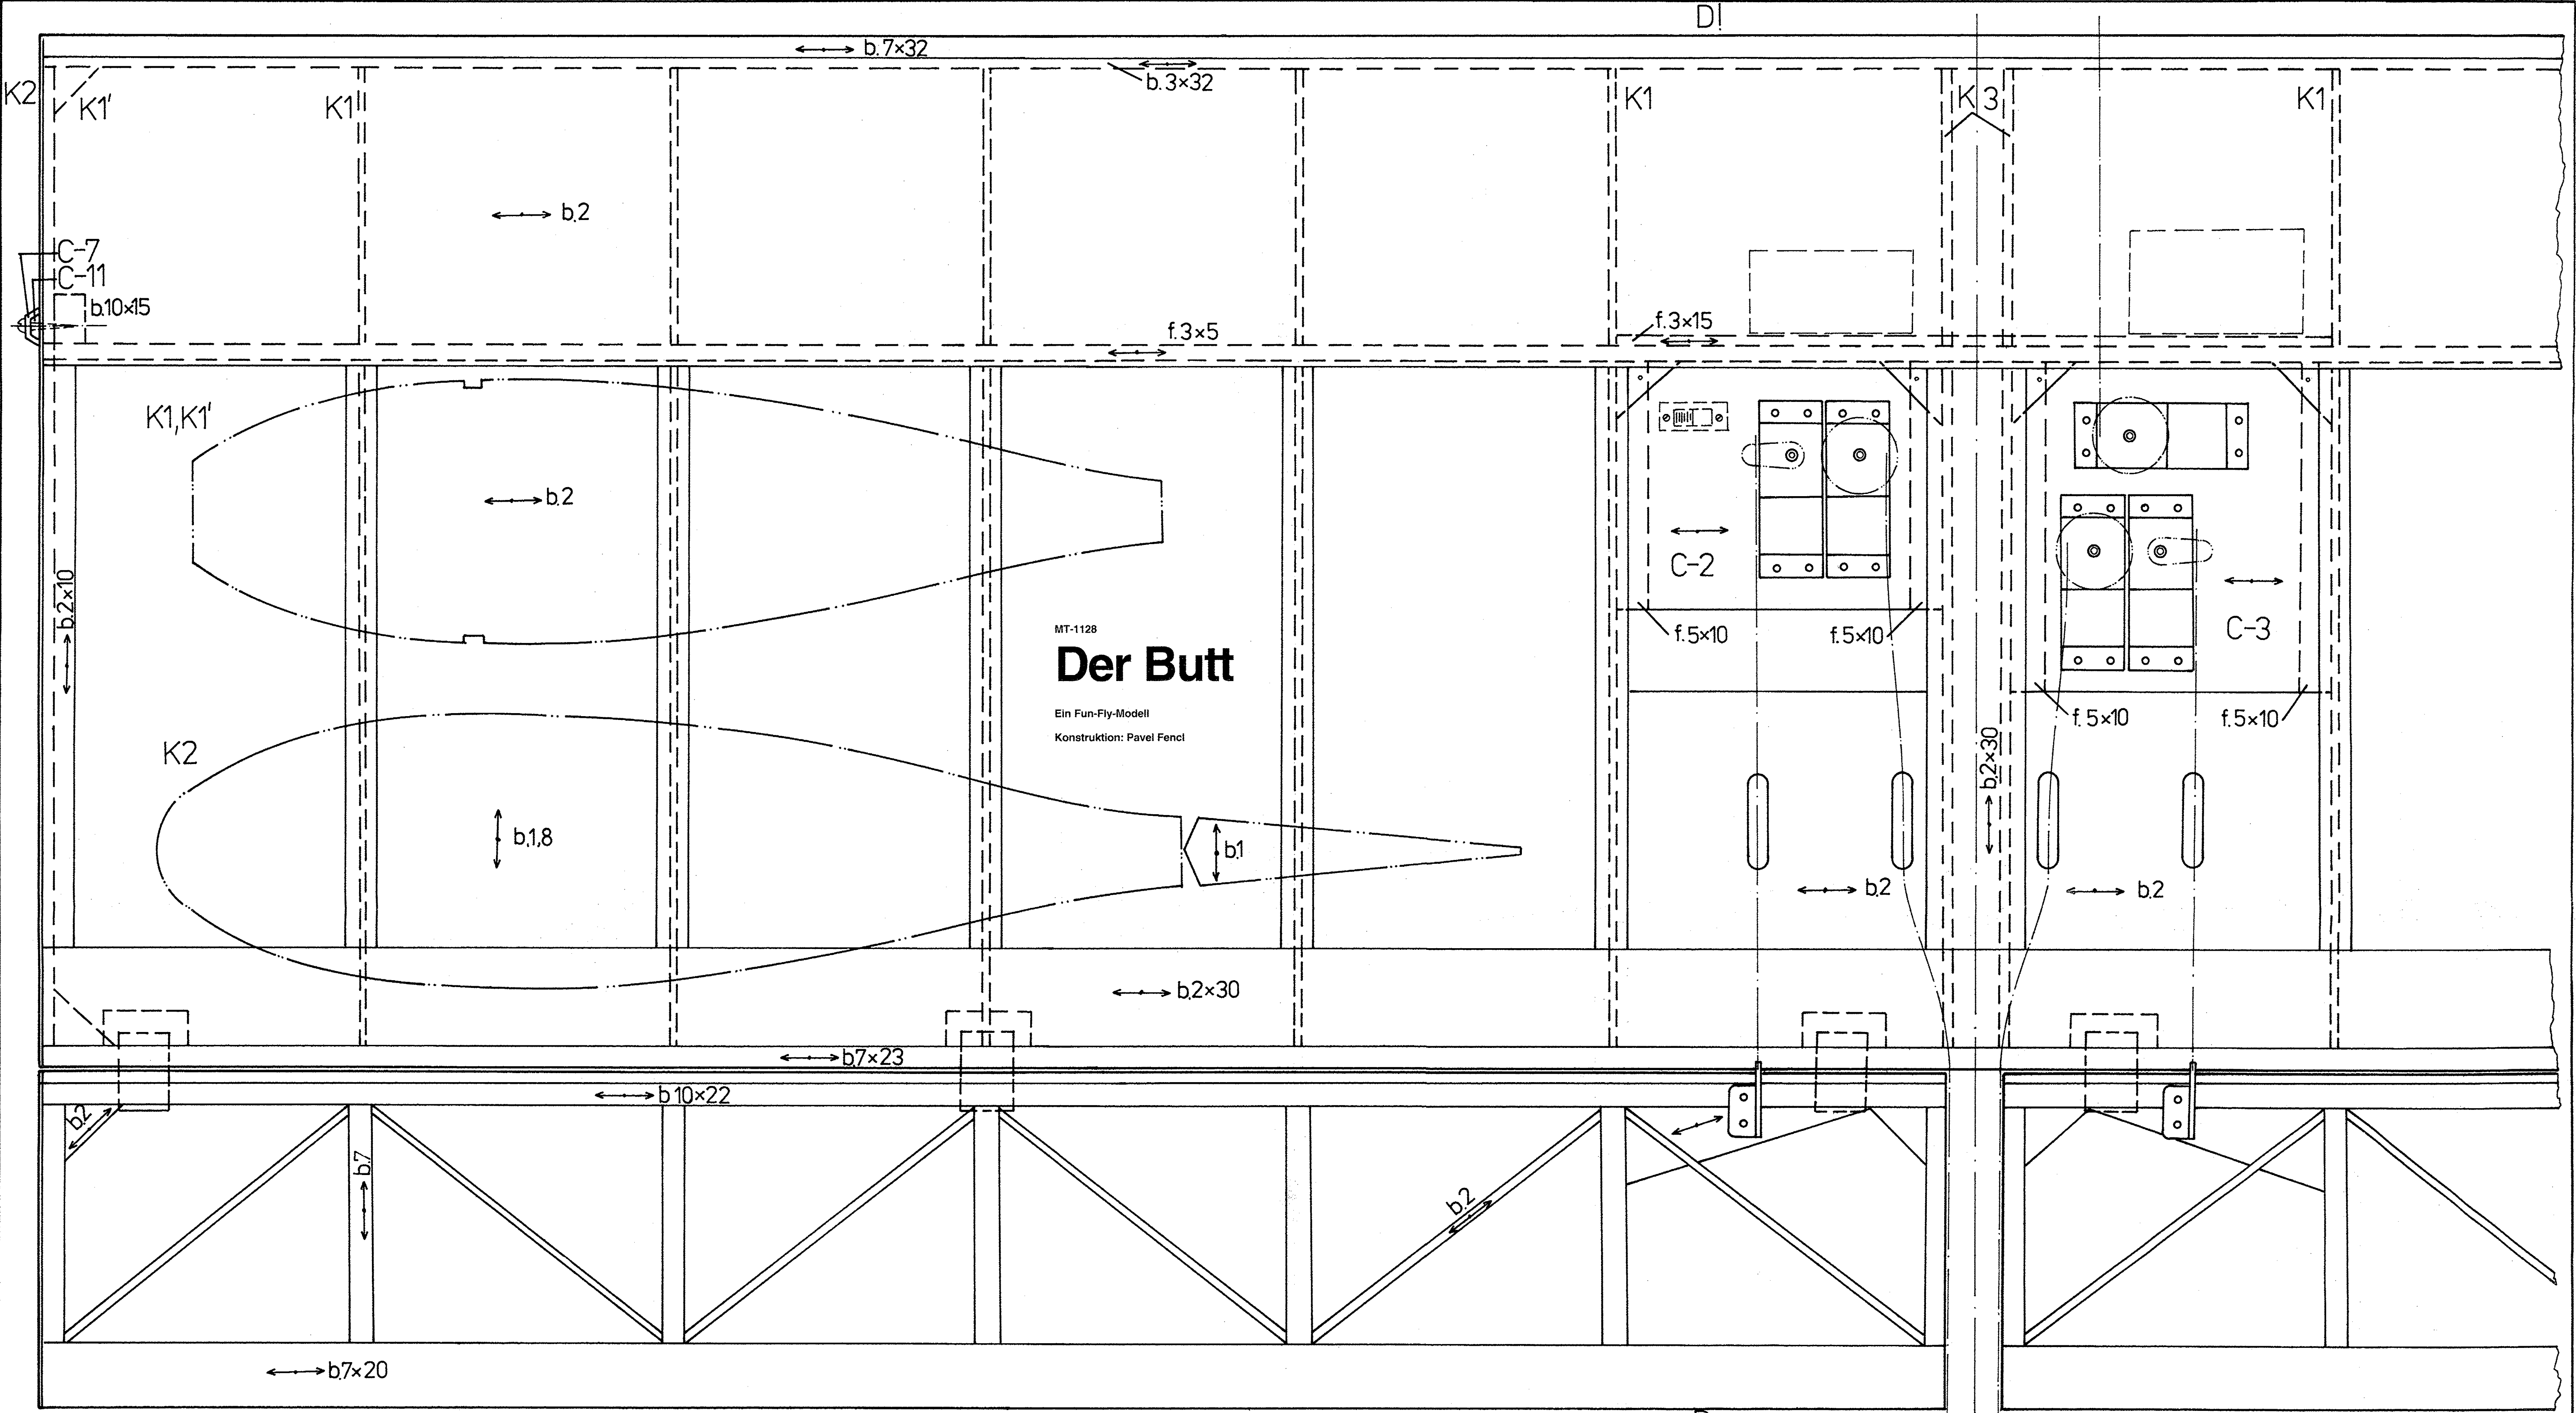 D!
b.7×32
b.3×32
K2
K1'
K1
K1
K3
K1
b.2
C-7
C-11
b.10×15
f.3×5
f.3×15
K1,K1'
b.2
b.2×10
C-2
f.5×10
f.5×10
C-3
f.5×10
f.5×10
MT-1128
Der Butt
Ein Fun-Fly-Modell
Konstruktion: Pavel Fencl
K2
b.1,8
b.1
b.2×30
b.2
b.2
b.2×30
b.7×23
b 10×22
b.2
b.7
b.2
b.7×20